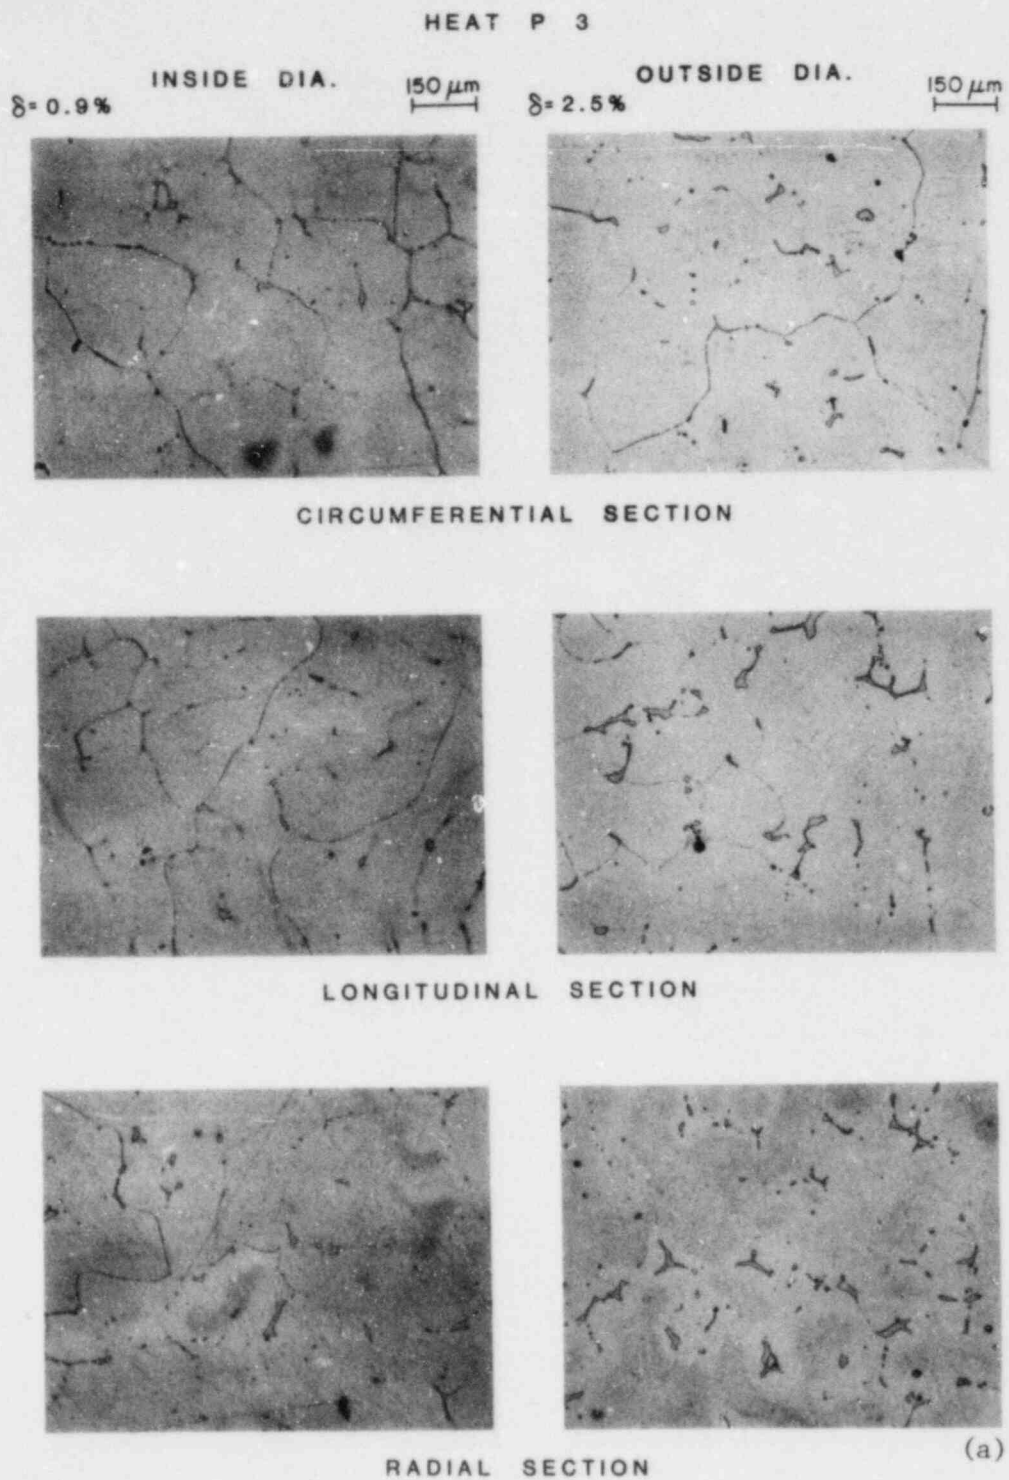 HEAT P 3
INSIDE DIA.
150 μm
δ= 0.9%
OUTSIDE DIA.
150 μm
δ= 2.5%
CIRCUMFERENTIAL SECTION
LONGITUDINAL SECTION
(a)
RADIAL SECTION